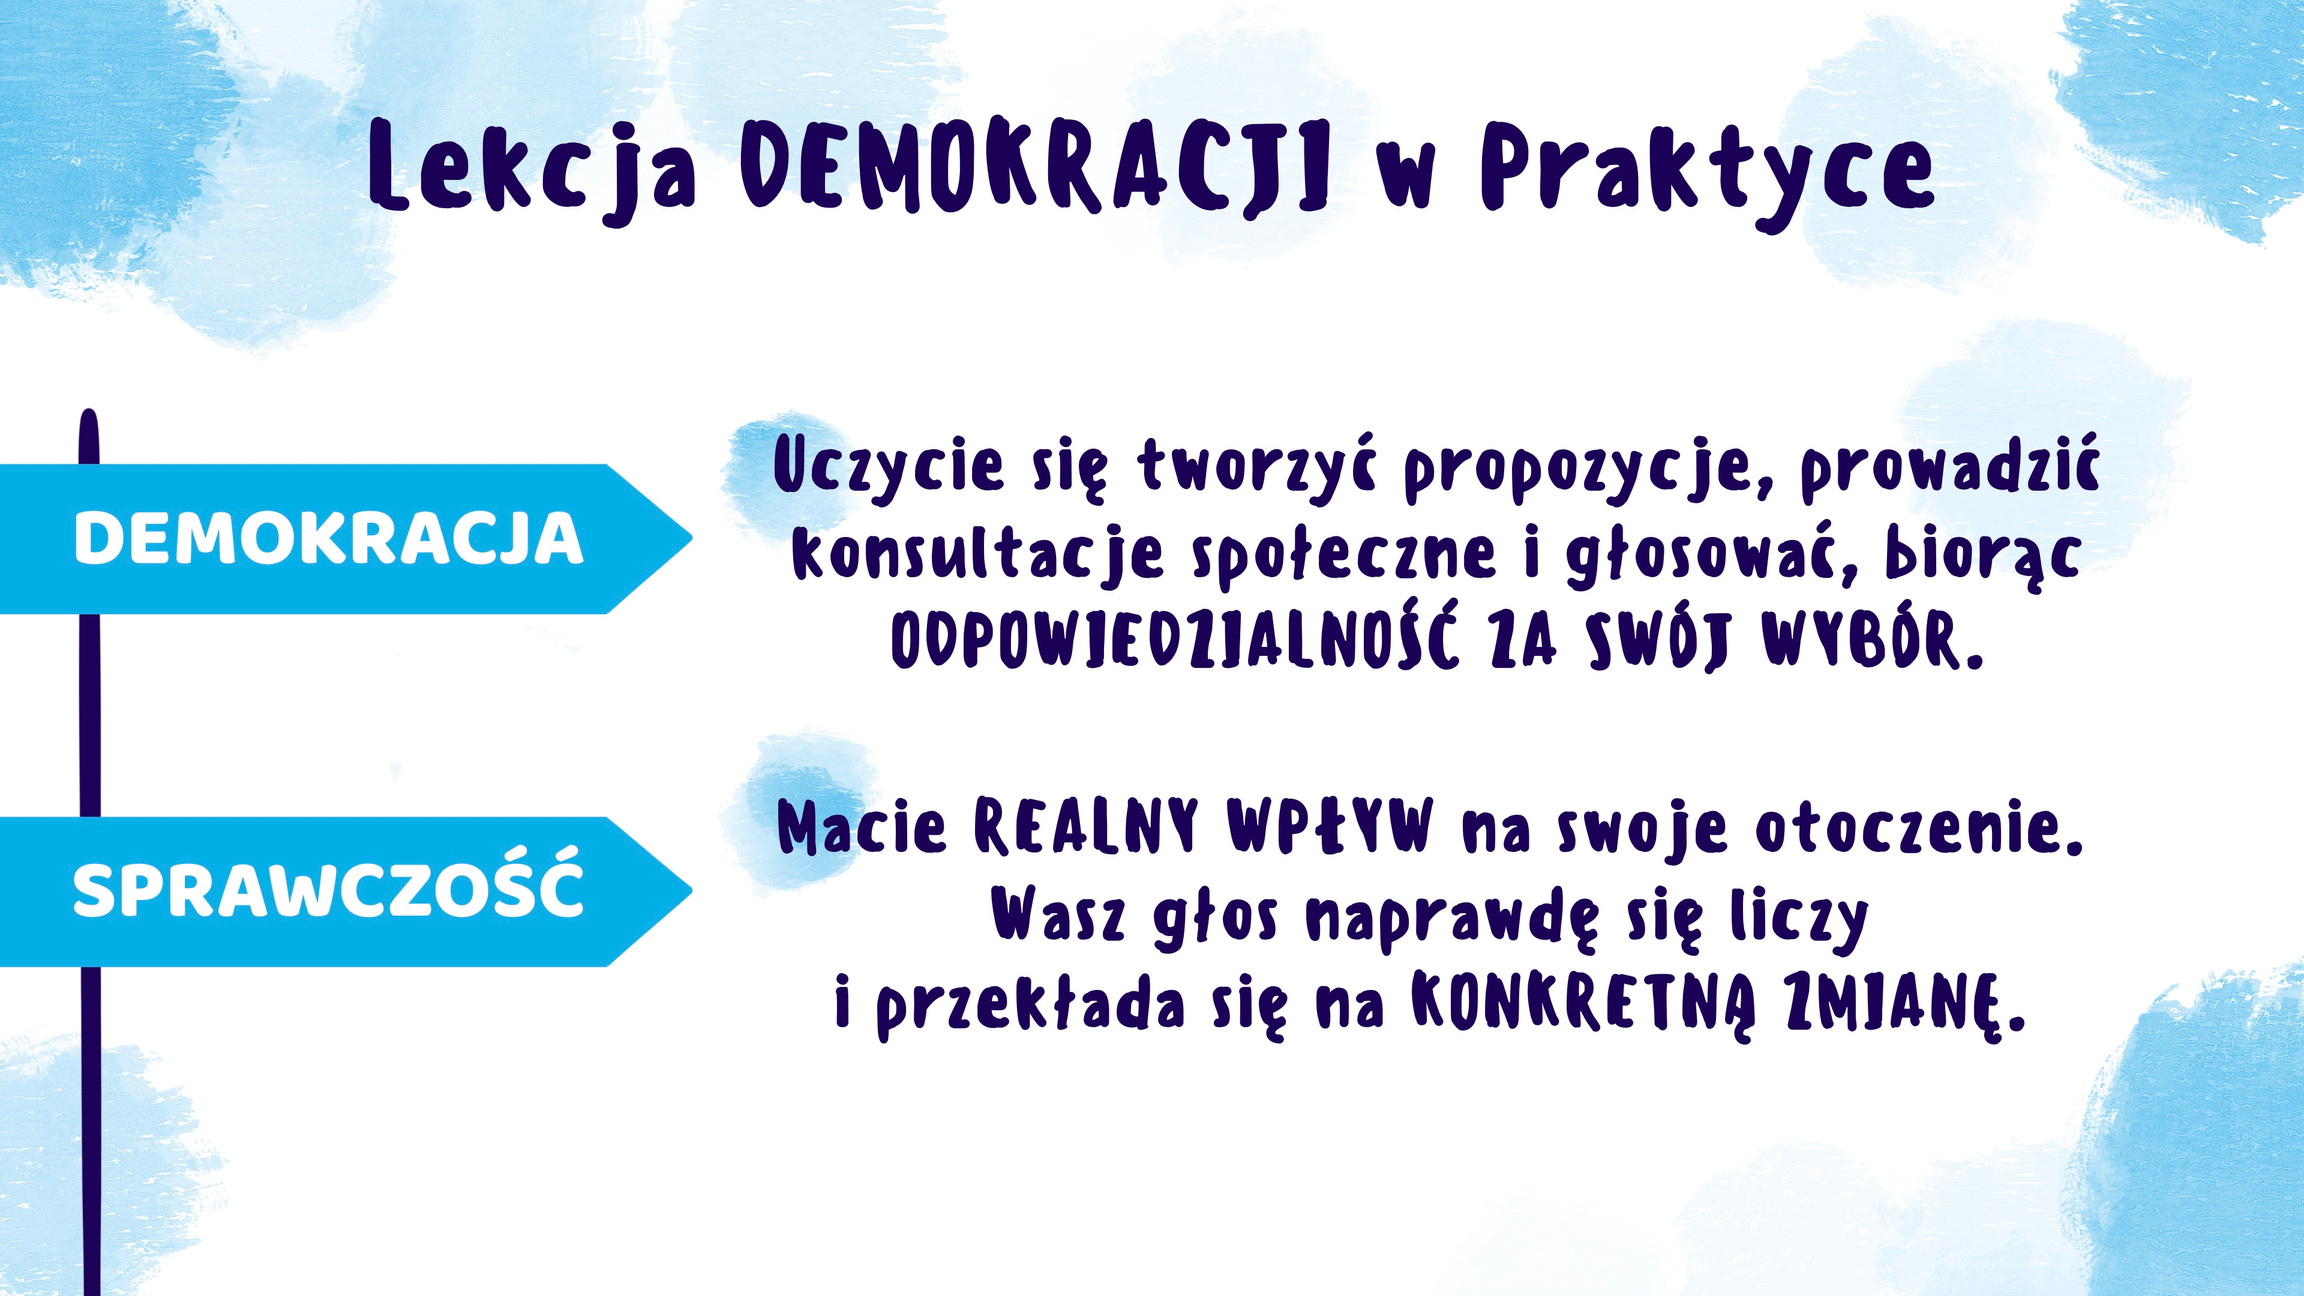 Lekcja DEMOKRACJI w Praktyce
DEMOKRACJA
Uczycie się tworzyć propozycje, prowadzić
konsultacje społeczne i głosować, biorąc
ODPOWIEDZIALNOŚĆ ZA SWÓJ WYBÓR.
SPRAWCZOŚĆ
Macie REALNY WPŁYW na swoje otoczenie.
Wasz głos naprawdę się liczy
i przekłada się na KONKRETNĄ ZMIANĘ.